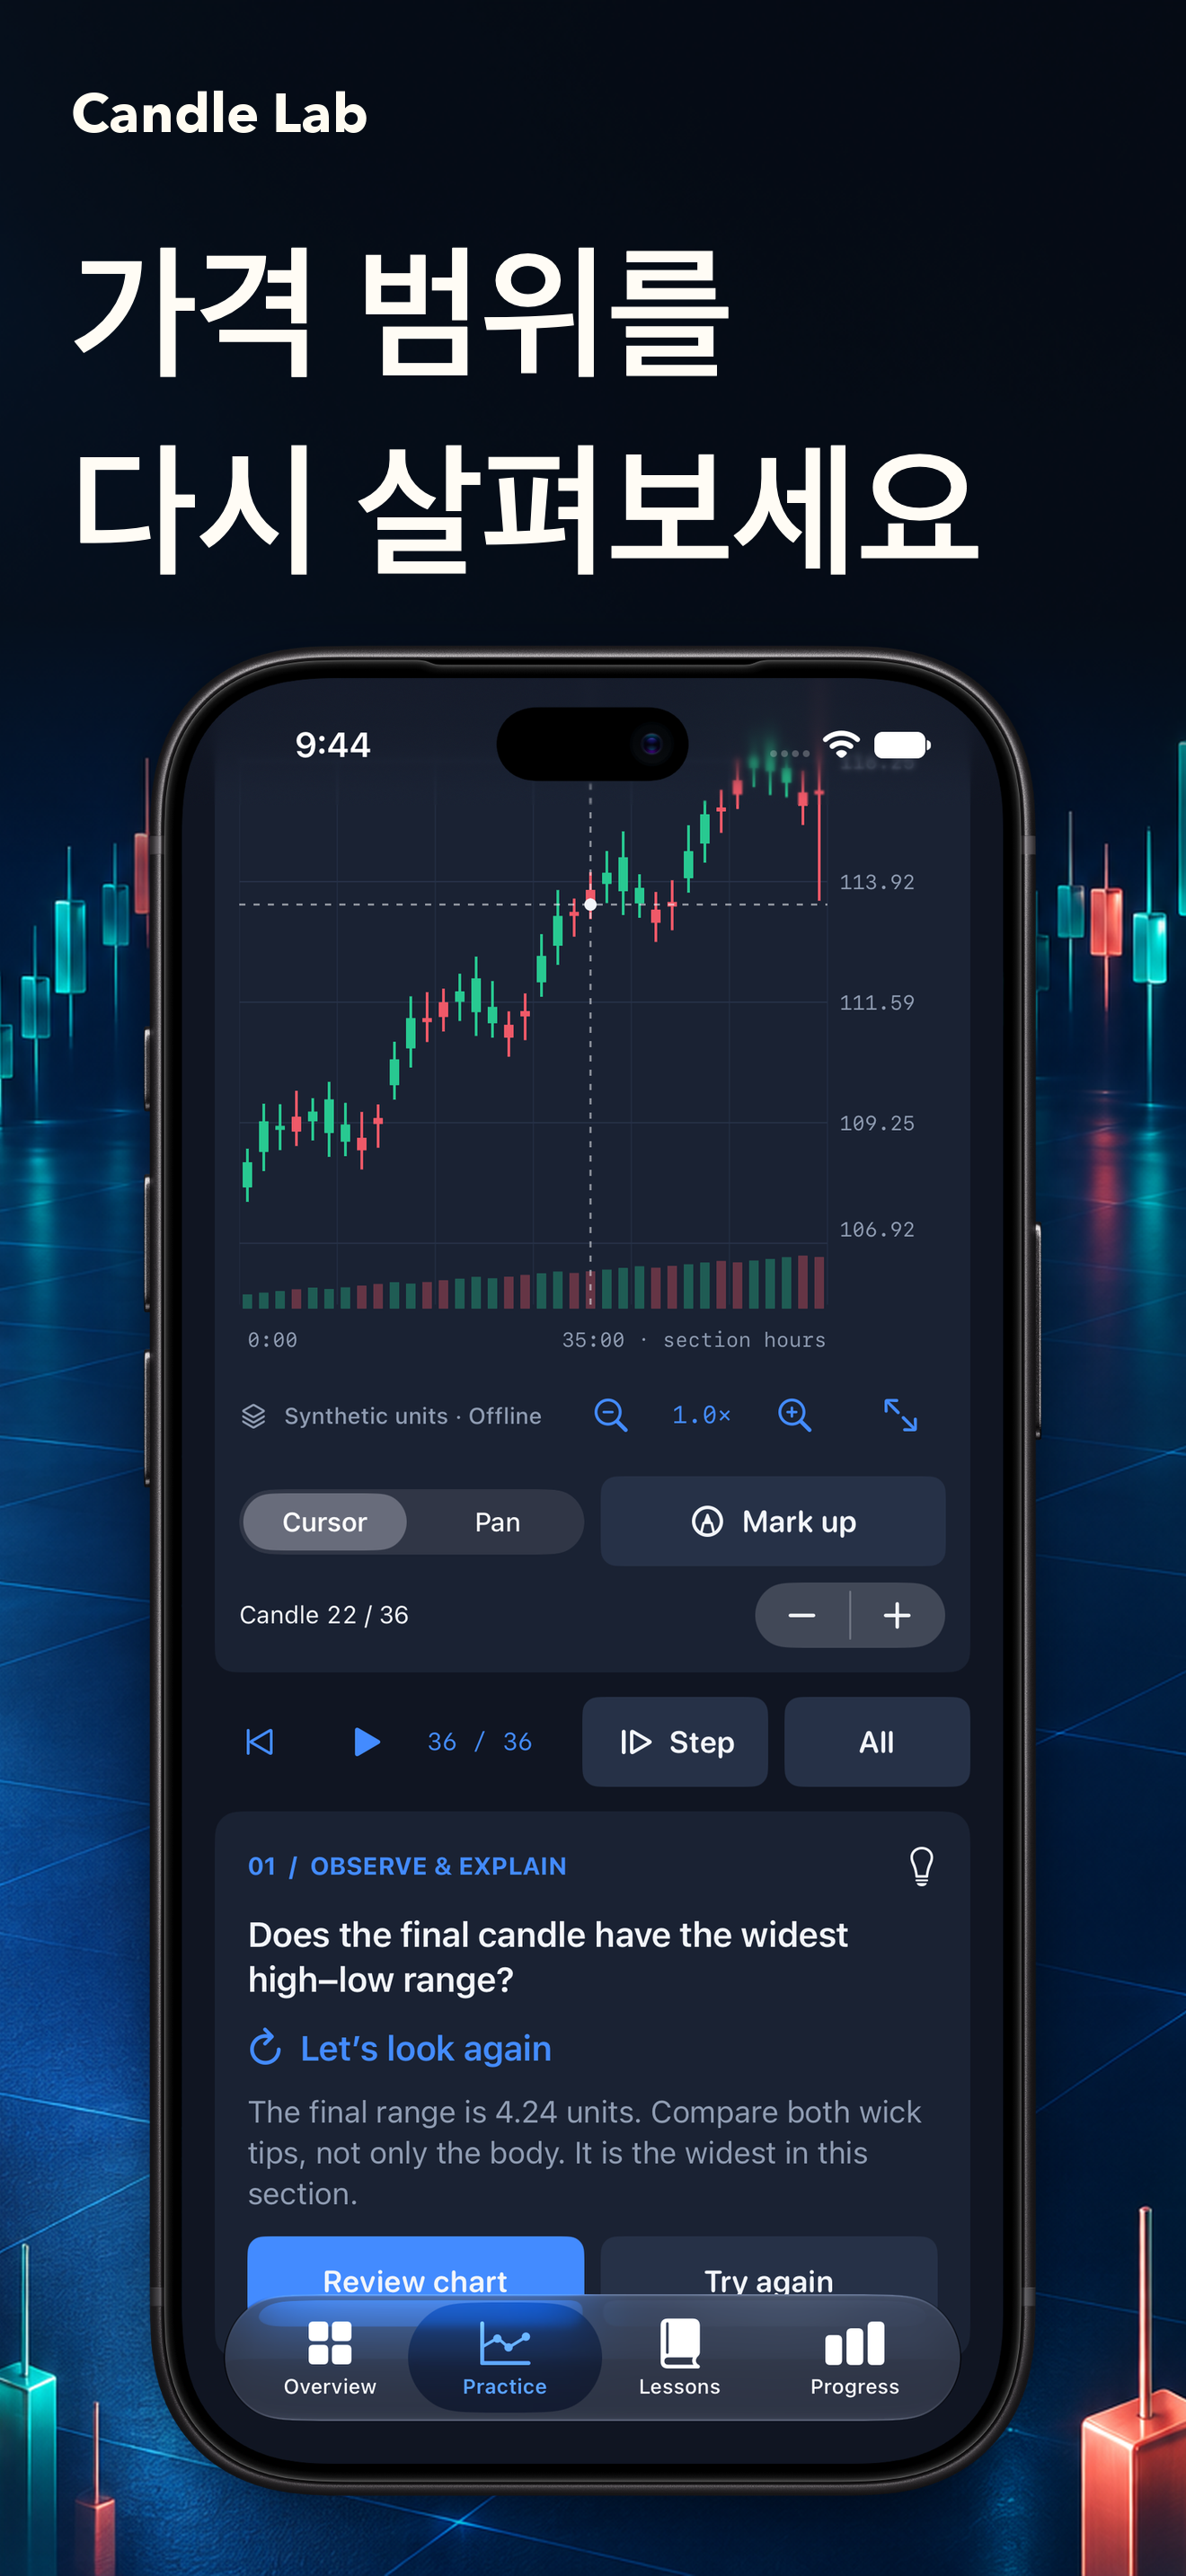 Candle Lab
가격 범위를
다시 살펴보세요
9:44
113.92
111.59
109.25
106.92
0:00
35:00 · section hours
Synthetic units · Offline
1.0×
Cursor
Pan
Mark up
Candle 22 / 36
36 / 36
Step
All
01 / OBSERVE & EXPLAIN
Does the final candle have the widest
high–low range?
Let’s look again
The final range is 4.24 units. Compare both wick
tips, not only the body. It is the widest in this
section.
Review chart
Try again
Overview
Practice
Lessons
Progress